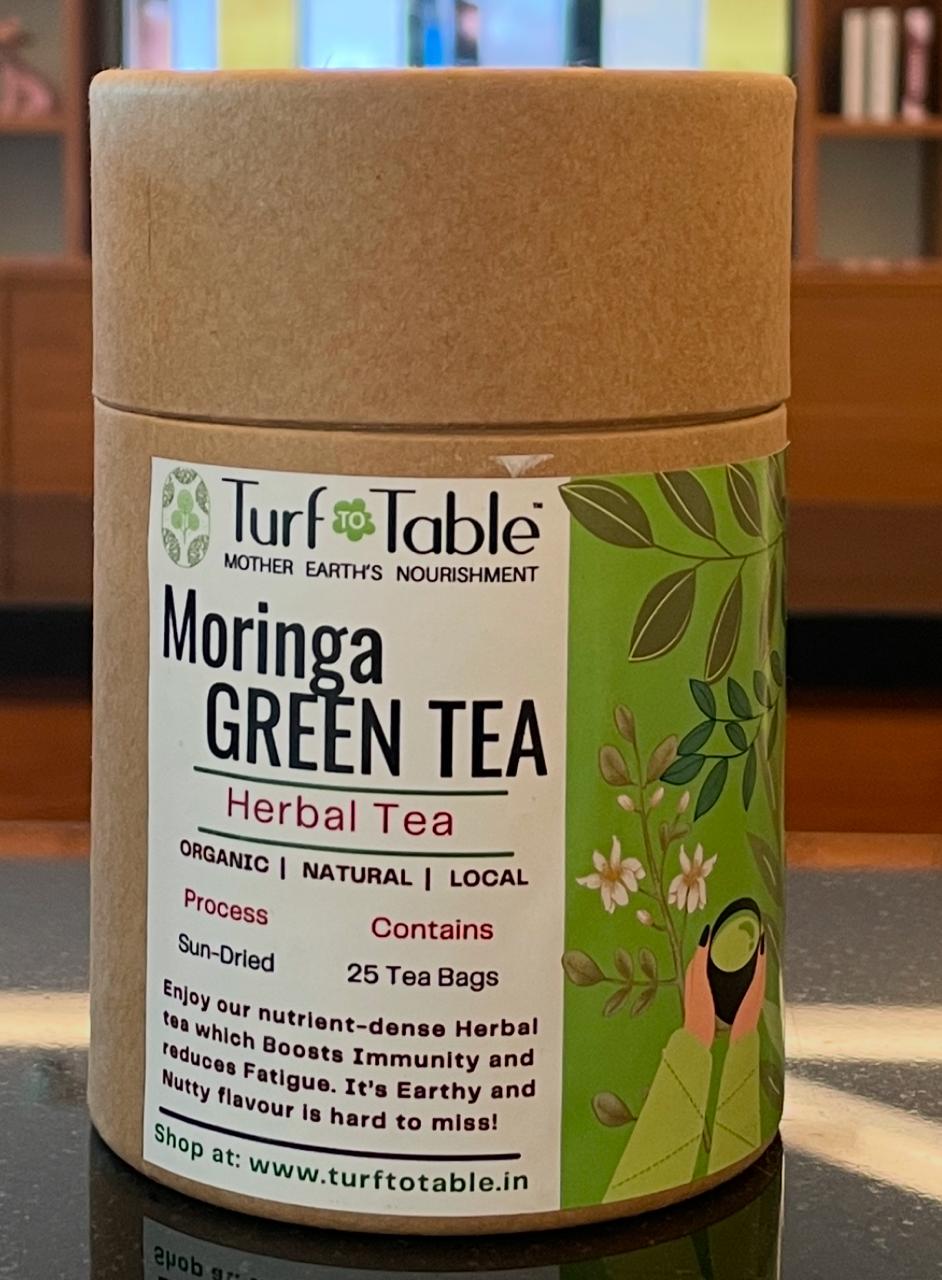 Turf TO Table™
MOTHER EARTH'S NOURISHMENT
Moringa
GREEN TEA
Herbal Tea
ORGANIC | NATURAL | LOCAL
Process
Sun-Dried
Contains
25 Tea Bags
Enjoy our nutrient-dense Herbal
tea which Boosts Immunity and
reduces Fatigue. It's Earthy and
Nutty flavour is hard to miss!
Shop at: www.turftotable.in